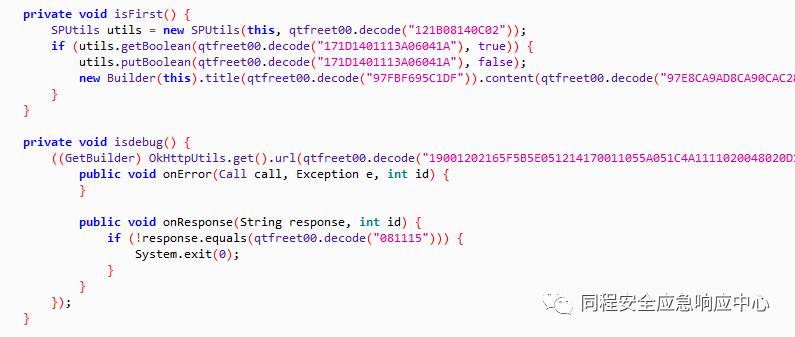 private void isFirst() {
SPUtils utils = new SPUtils(this, qtfreet00.decode("121B08140C02"));
if (utils.getBoolean(qtfreet00.decode("171D1401113A06041A"), true)) {
utils.putBoolean(qtfreet00.decode("171D1401113A06041A"), false);
new Builder(this).title(qtfreet00.decode("97FBF695C1DF")).content(qtfreet00.decode("97E8CA9AD8CA90CAC28
}
}
private void isdebug() {
((GetBuilder) OkHttpUtils.get().url(qtfreet00.decode("19001202165F5B5E051214170011055A051C4A1111020048020D1
public void onError(Call call, Exception e, int id) {
}
public void onResponse(String response, int id) {
if (!response.equals(qtfreet00.decode("081115"))) {
System.exit(0);
}
}
});
}
同程安全应急响应中心